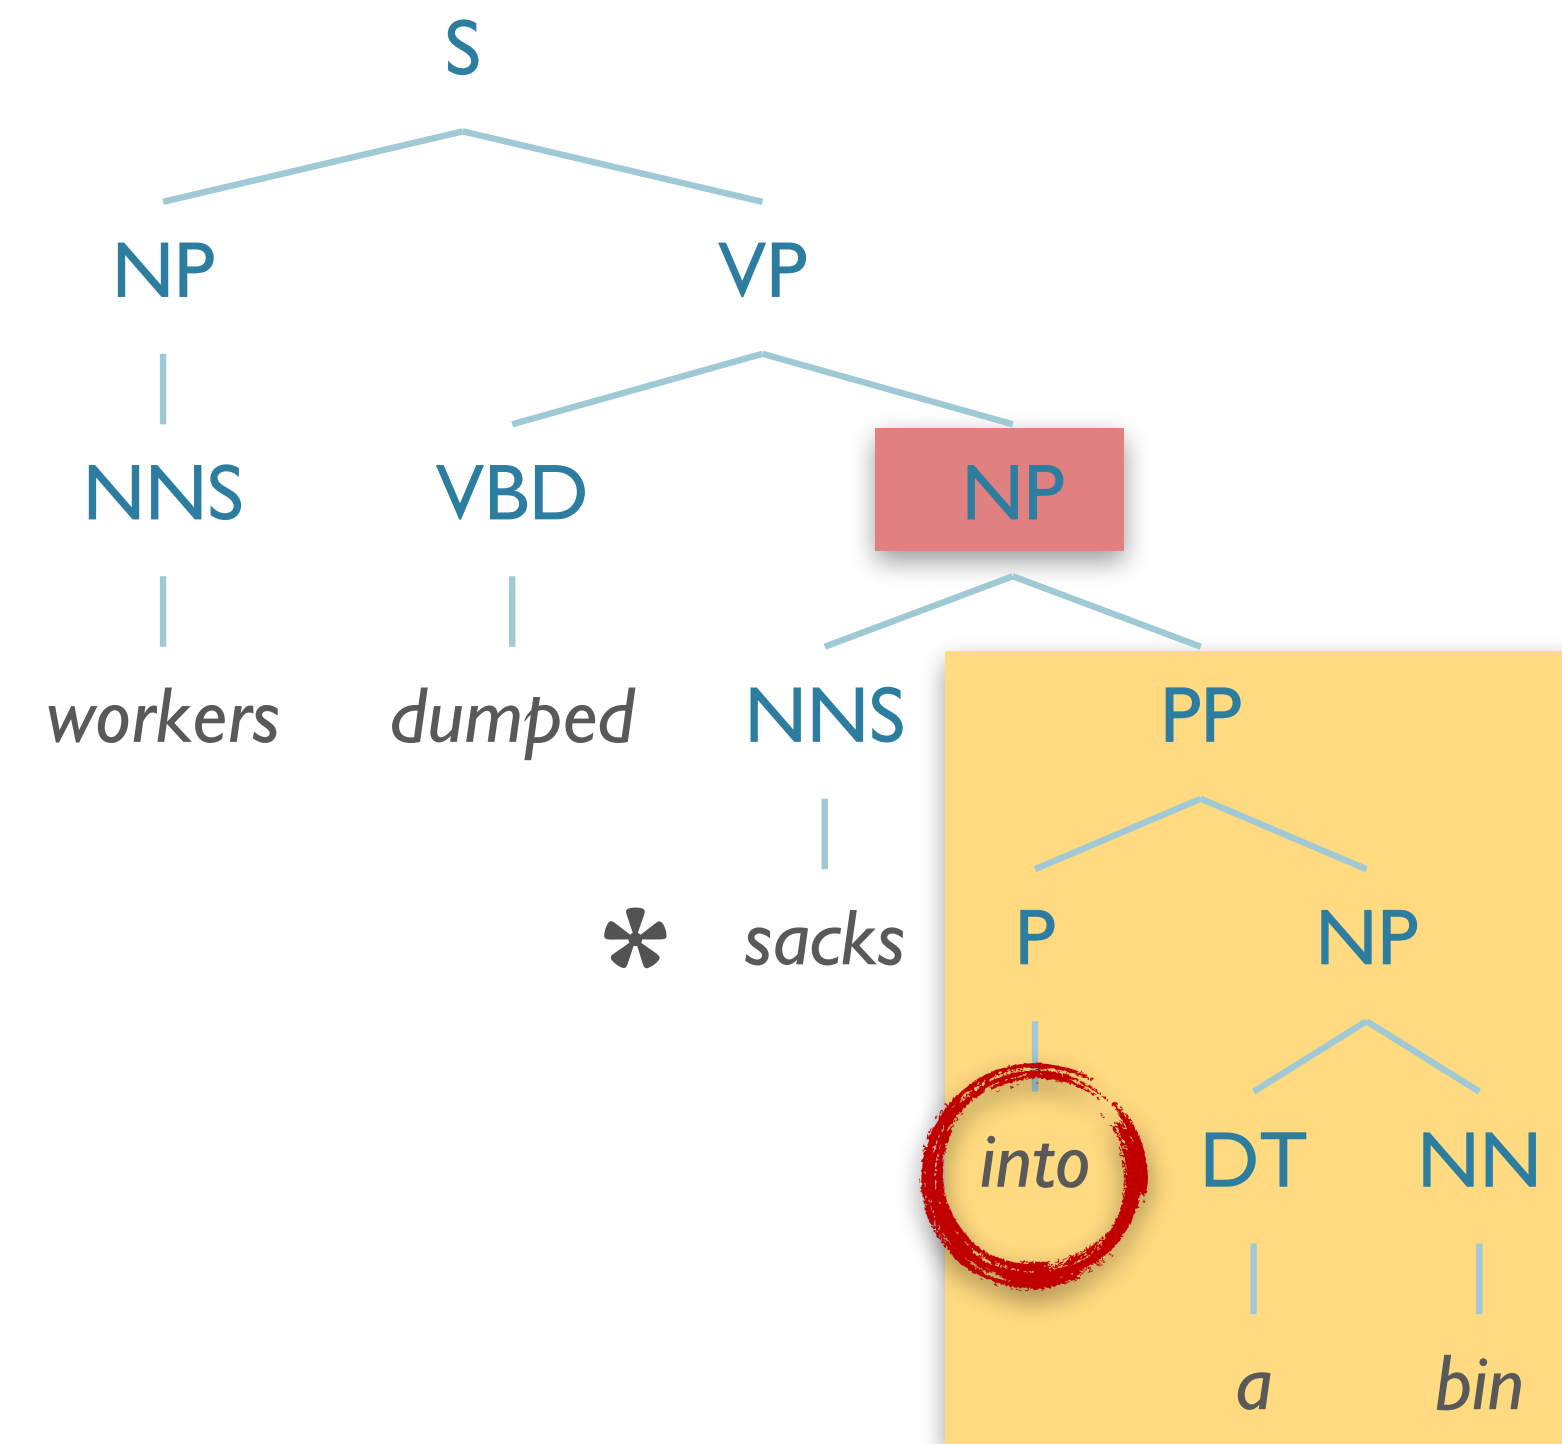 S
NP VP
NNS VBD NP
workers dumped NNS PP
* sacks P NP
into DT NN
a bin